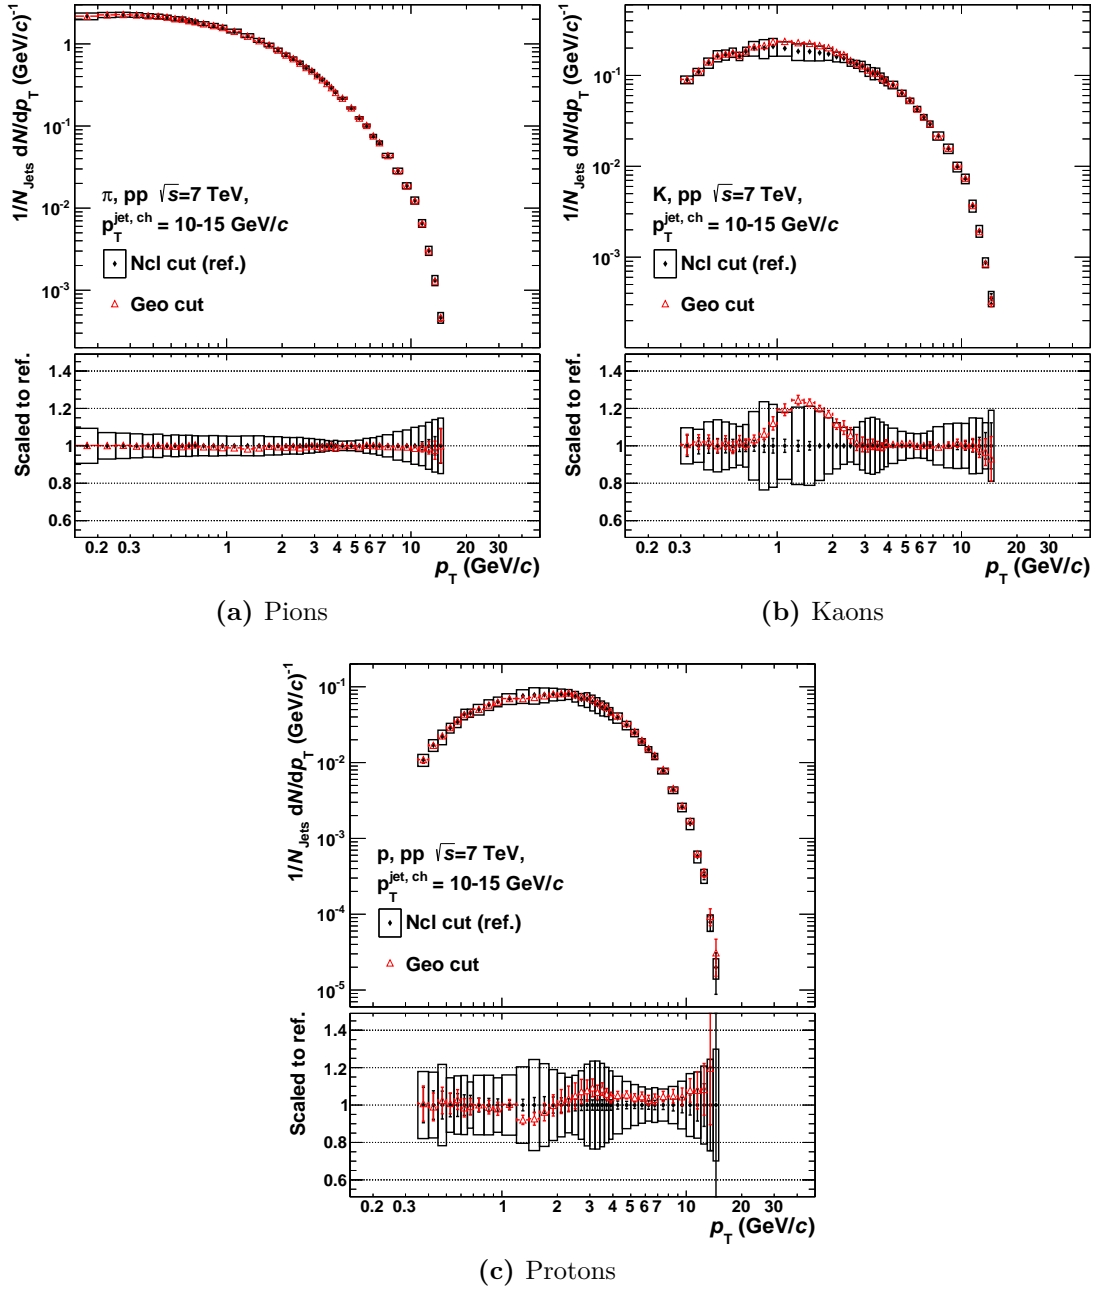 1/N_Jets dN/dp_T (GeV/c)^-1
1
10^-1
10^-2
10^-3
π, pp √s=7 TeV,
p_T^jet, ch = 10-15 GeV/c
Ncl cut (ref.)
Geo cut
Scaled to ref.
1.4
1.2
1
0.8
0.6
0.2 0.3 1 2 3 4 5 6 7 10 20 30
p_T (GeV/c)
(a) Pions
1/N_Jets dN/dp_T (GeV/c)^-1
10^-1
10^-2
10^-3
K, pp √s=7 TeV,
p_T^jet, ch = 10-15 GeV/c
Ncl cut (ref.)
Geo cut
Scaled to ref.
1.4
1.2
1
0.8
0.6
0.2 0.3 1 2 3 4 5 6 7 10 20 30
p_T (GeV/c)
(b) Kaons
1/N_Jets dN/dp_T (GeV/c)^-1
10^-1
10^-2
10^-3
10^-4
10^-5
p, pp √s=7 TeV,
p_T^jet, ch = 10-15 GeV/c
Ncl cut (ref.)
Geo cut
Scaled to ref.
1.4
1.2
1
0.8
0.6
0.2 0.3 1 2 3 4 5 6 7 10 20 30
p_T (GeV/c)
(c) Protons